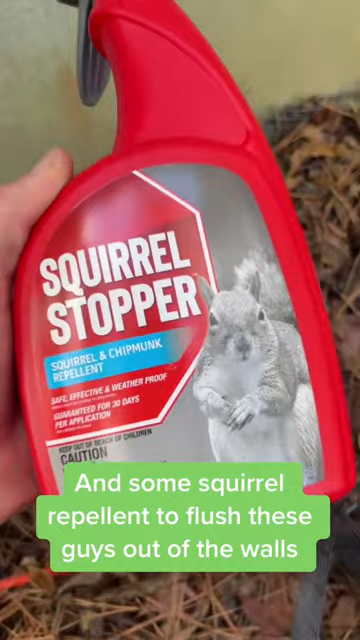 SQUIRREL
STOPPER
SQUIRREL & CHIPMUNK
REPELLENT
SAFE, EFFECTIVE & WEATHER PROOF
GUARANTEED FOR 30 DAYS
PER APPLICATION
KEEP OUT OF REACH OF CHILDREN
CAUTION
And some squirrel
repellent to flush these
guys out of the walls